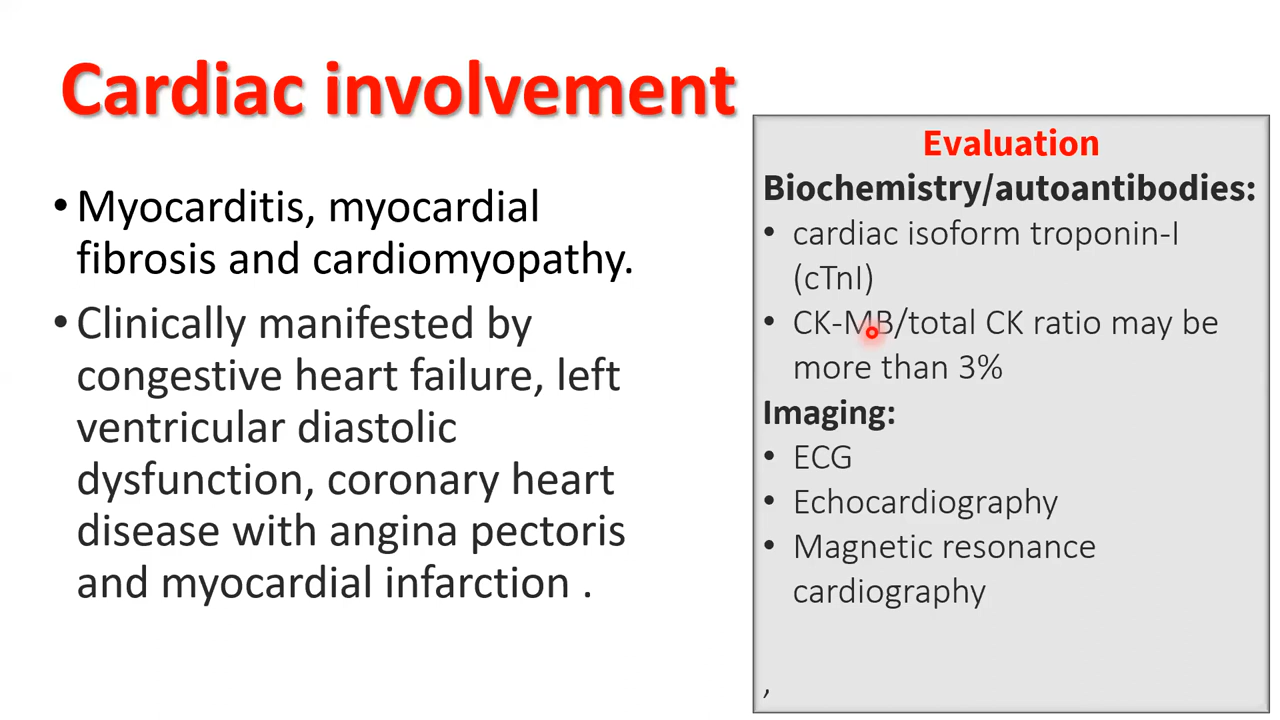 Cardiac involvement
• Myocarditis, myocardial
fibrosis and cardiomyopathy.
• Clinically manifested by
congestive heart failure, left
ventricular diastolic
dysfunction, coronary heart
disease with angina pectoris
and myocardial infarction .
Evaluation
Biochemistry/autoantibodies:
• cardiac isoform troponin-I
(cTnI)
• CK-MB/total CK ratio may be
more than 3%
Imaging:
• ECG
• Echocardiography
• Magnetic resonance
cardiography
,